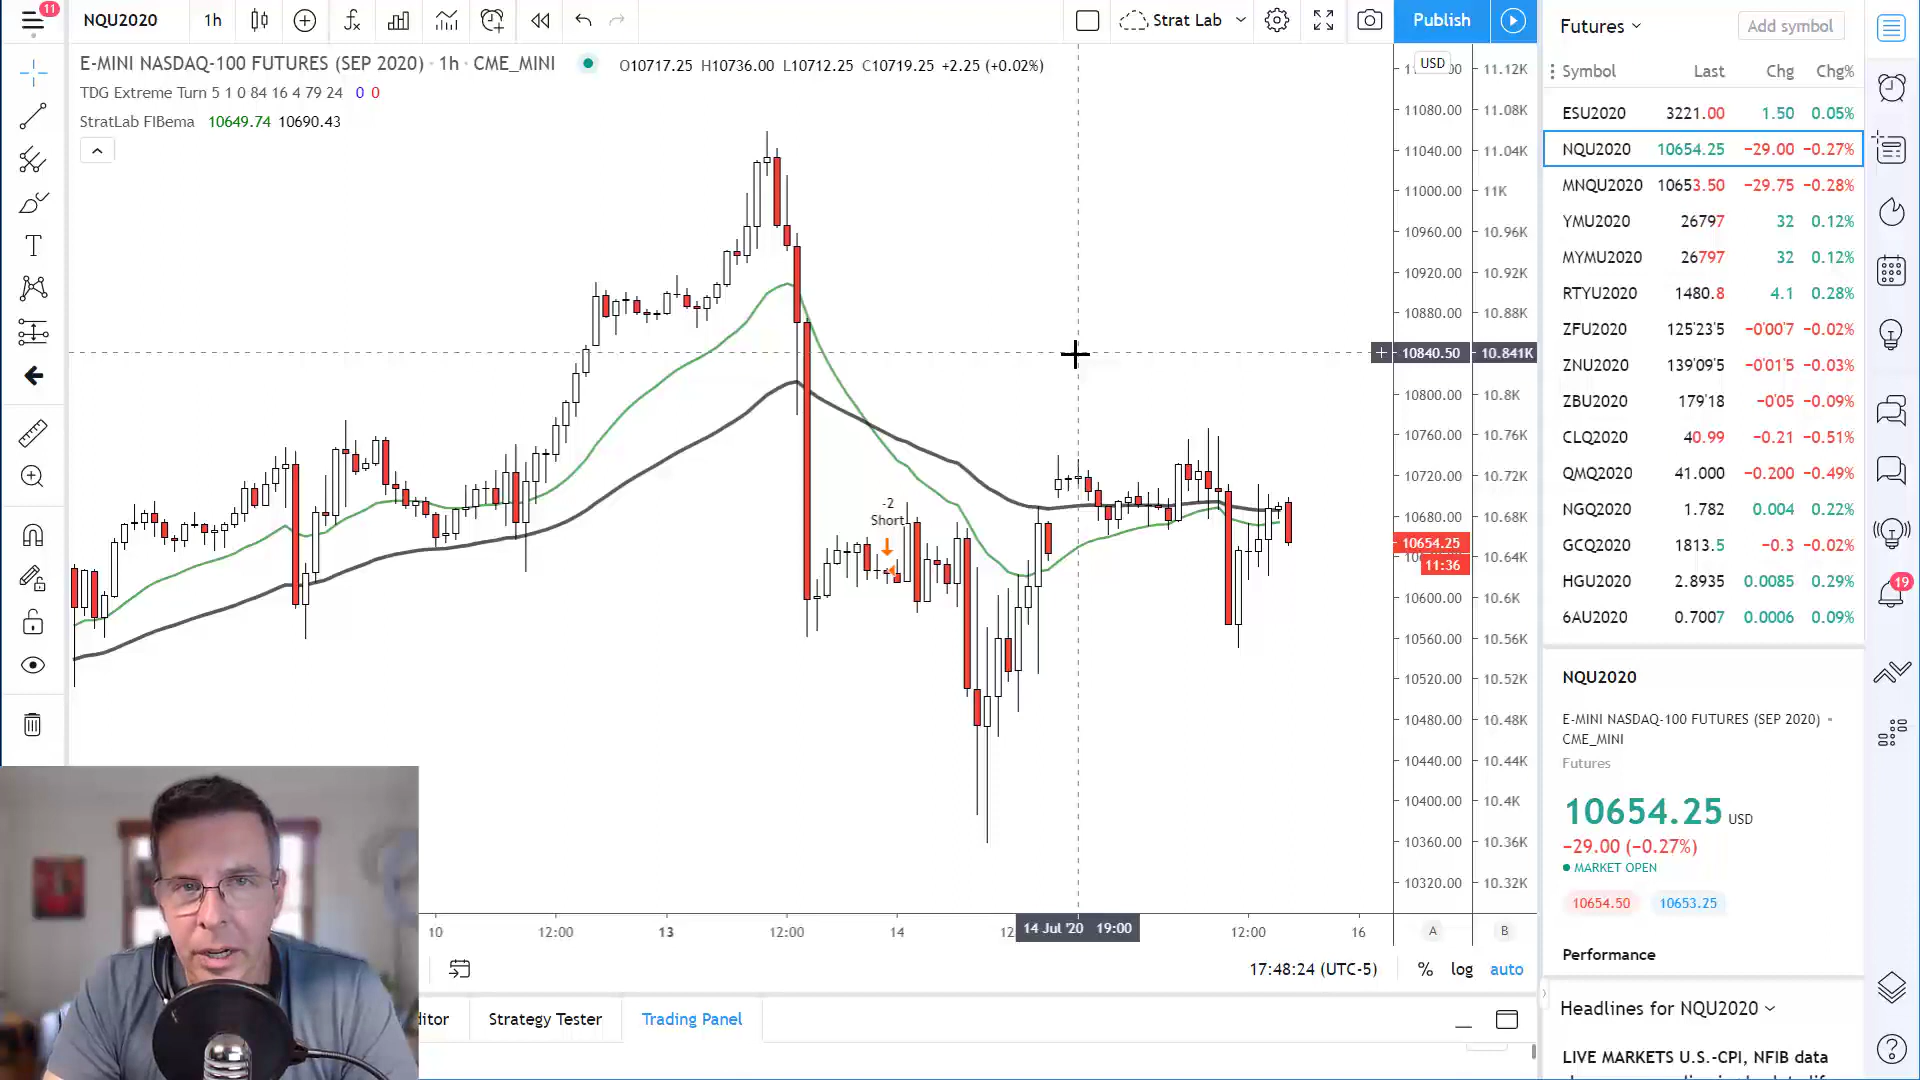 11
NQU2020
1h
Strat Lab
Publish
E-MINI NASDAQ-100 FUTURES (SEP 2020) · 1h · CME_MINI
O10717.25 H10736.00 L10712.25 C10719.25 +2.25 (+0.02%)
TDG Extreme Turn 5 1 0 84 16 4 79 24 0 0
StratLab FIBema 10649.74 10690.43
-2
Short
USD
11.12K
11080.00 11.08K
11040.00 11.04K
11000.00 11K
10960.00 10.96K
10920.00 10.92K
10880.00 10.88K
10840.50 10.841K
10800.00 10.8K
10760.00 10.76K
10720.00 10.72K
10680.00 10.68K
10654.25
11:36
10.64K
10600.00 10.6K
10560.00 10.56K
10520.00 10.52K
10480.00 10.48K
10440.00 10.44K
10400.00 10.4K
10360.00 10.36K
10320.00 10.32K
10 12:00 13 12:00 14 14 Jul '20 19:00 12:00 16
A B
17:48:24 (UTC-5) % log auto
itor Strategy Tester Trading Panel
Futures
Add symbol
Symbol Last Chg Chg%
ESU2020 3221.00 1.50 0.05%
NQU2020 10654.25 −29.00 −0.27%
MNQU2020 10653.50 −29.75 −0.28%
YMU2020 26797 32 0.12%
MYMU2020 26797 32 0.12%
RTYU2020 1480.8 4.1 0.28%
ZFU2020 125'23'5 −0'00'7 −0.02%
ZNU2020 139'09'5 −0'01'5 −0.03%
ZBU2020 179'18 −0'05 −0.09%
CLQ2020 40.99 −0.21 −0.51%
QMQ2020 41.000 −0.200 −0.49%
NGQ2020 1.782 0.004 0.22%
GCQ2020 1813.5 −0.3 −0.02%
HGU2020 2.8935 0.0085 0.29%
6AU2020 0.7007 0.0006 0.09%
NQU2020
E-MINI NASDAQ-100 FUTURES (SEP 2020) •
CME_MINI
Futures
10654.25 USD
−29.00 (−0.27%)
MARKET OPEN
10654.50 10653.25
Performance
Headlines for NQU2020
LIVE MARKETS U.S.-CPI, NFIB data
19